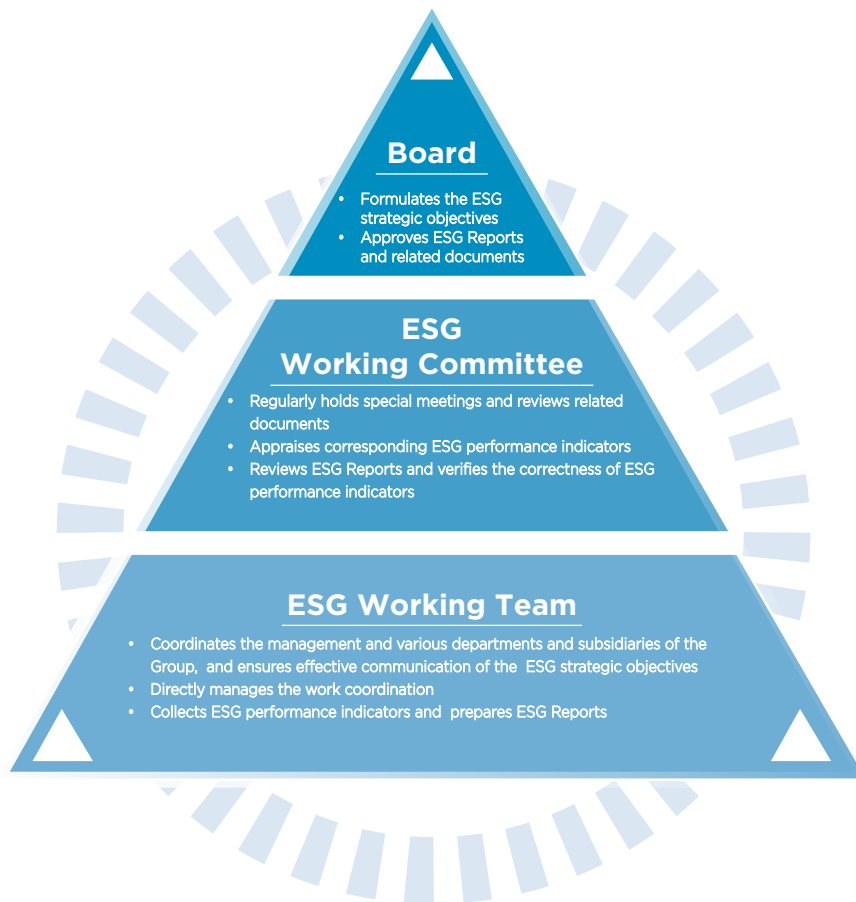 Board
• Formulates the ESG
strategic objectives
• Approves ESG Reports
and related documents
ESG
Working Committee
• Regularly holds special meetings and reviews related
documents
• Appraises corresponding ESG performance indicators
• Reviews ESG Reports and verifies the correctness of ESG
performance indicators
ESG Working Team
• Coordinates the management and various departments and subsidiaries of the
Group, and ensures effective communication of the ESG strategic objectives
• Directly manages the work coordination
• Collects ESG performance indicators and prepares ESG Reports